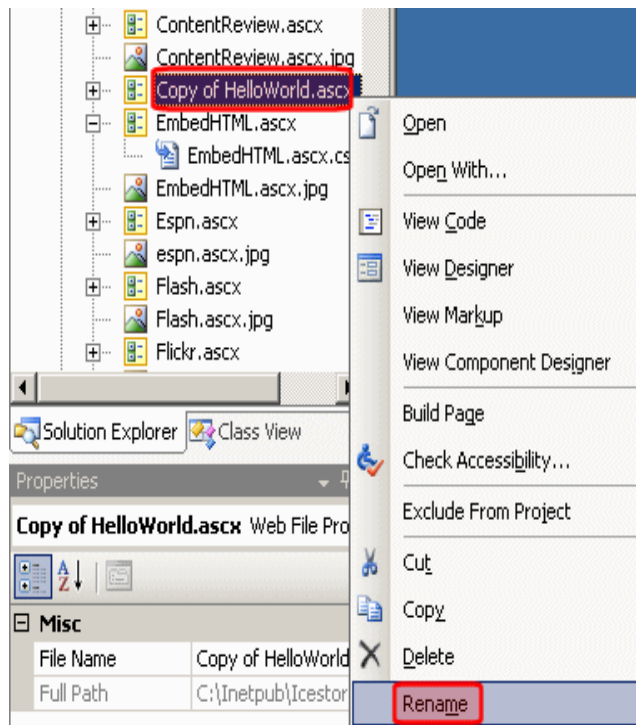 ContentReview.ascx
ContentReview.ascx.jpg
Copy of HelloWorld.ascx
EmbedHTML.ascx
EmbedHTML.ascx.cs
EmbedHTML.ascx.jpg
Espn.ascx
espn.ascx.jpg
Flash.ascx
Flash.ascx.jpg
Flickr.ascx
Solution Explorer Class View
Properties
Copy of HelloWorld.ascx Web File Pro
Misc
File Name Copy of HelloWorld
Full Path C:\Inetpub\Icestor
Open
Open With...
View Code
View Designer
View Markup
View Component Designer
Build Page
Check Accessibility...
Exclude From Project
Cut
Copy
Delete
Rename